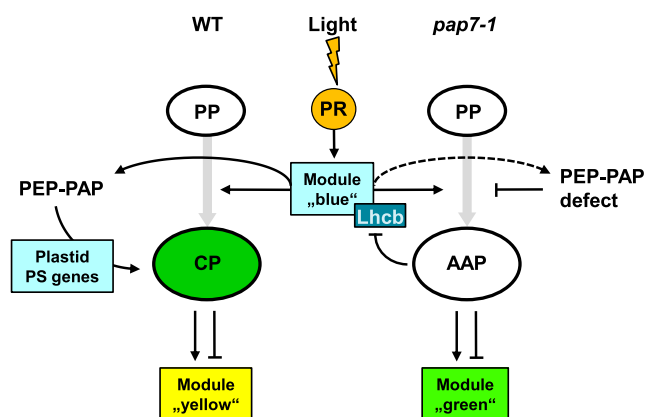 WT
Light
pap7-1
PP
PR
PP
PEP-PAP
Module
„blue“
Lhcb
PEP-PAP
defect
Plastid
PS genes
CP
AAP
Module
„yellow“
Module
„green“